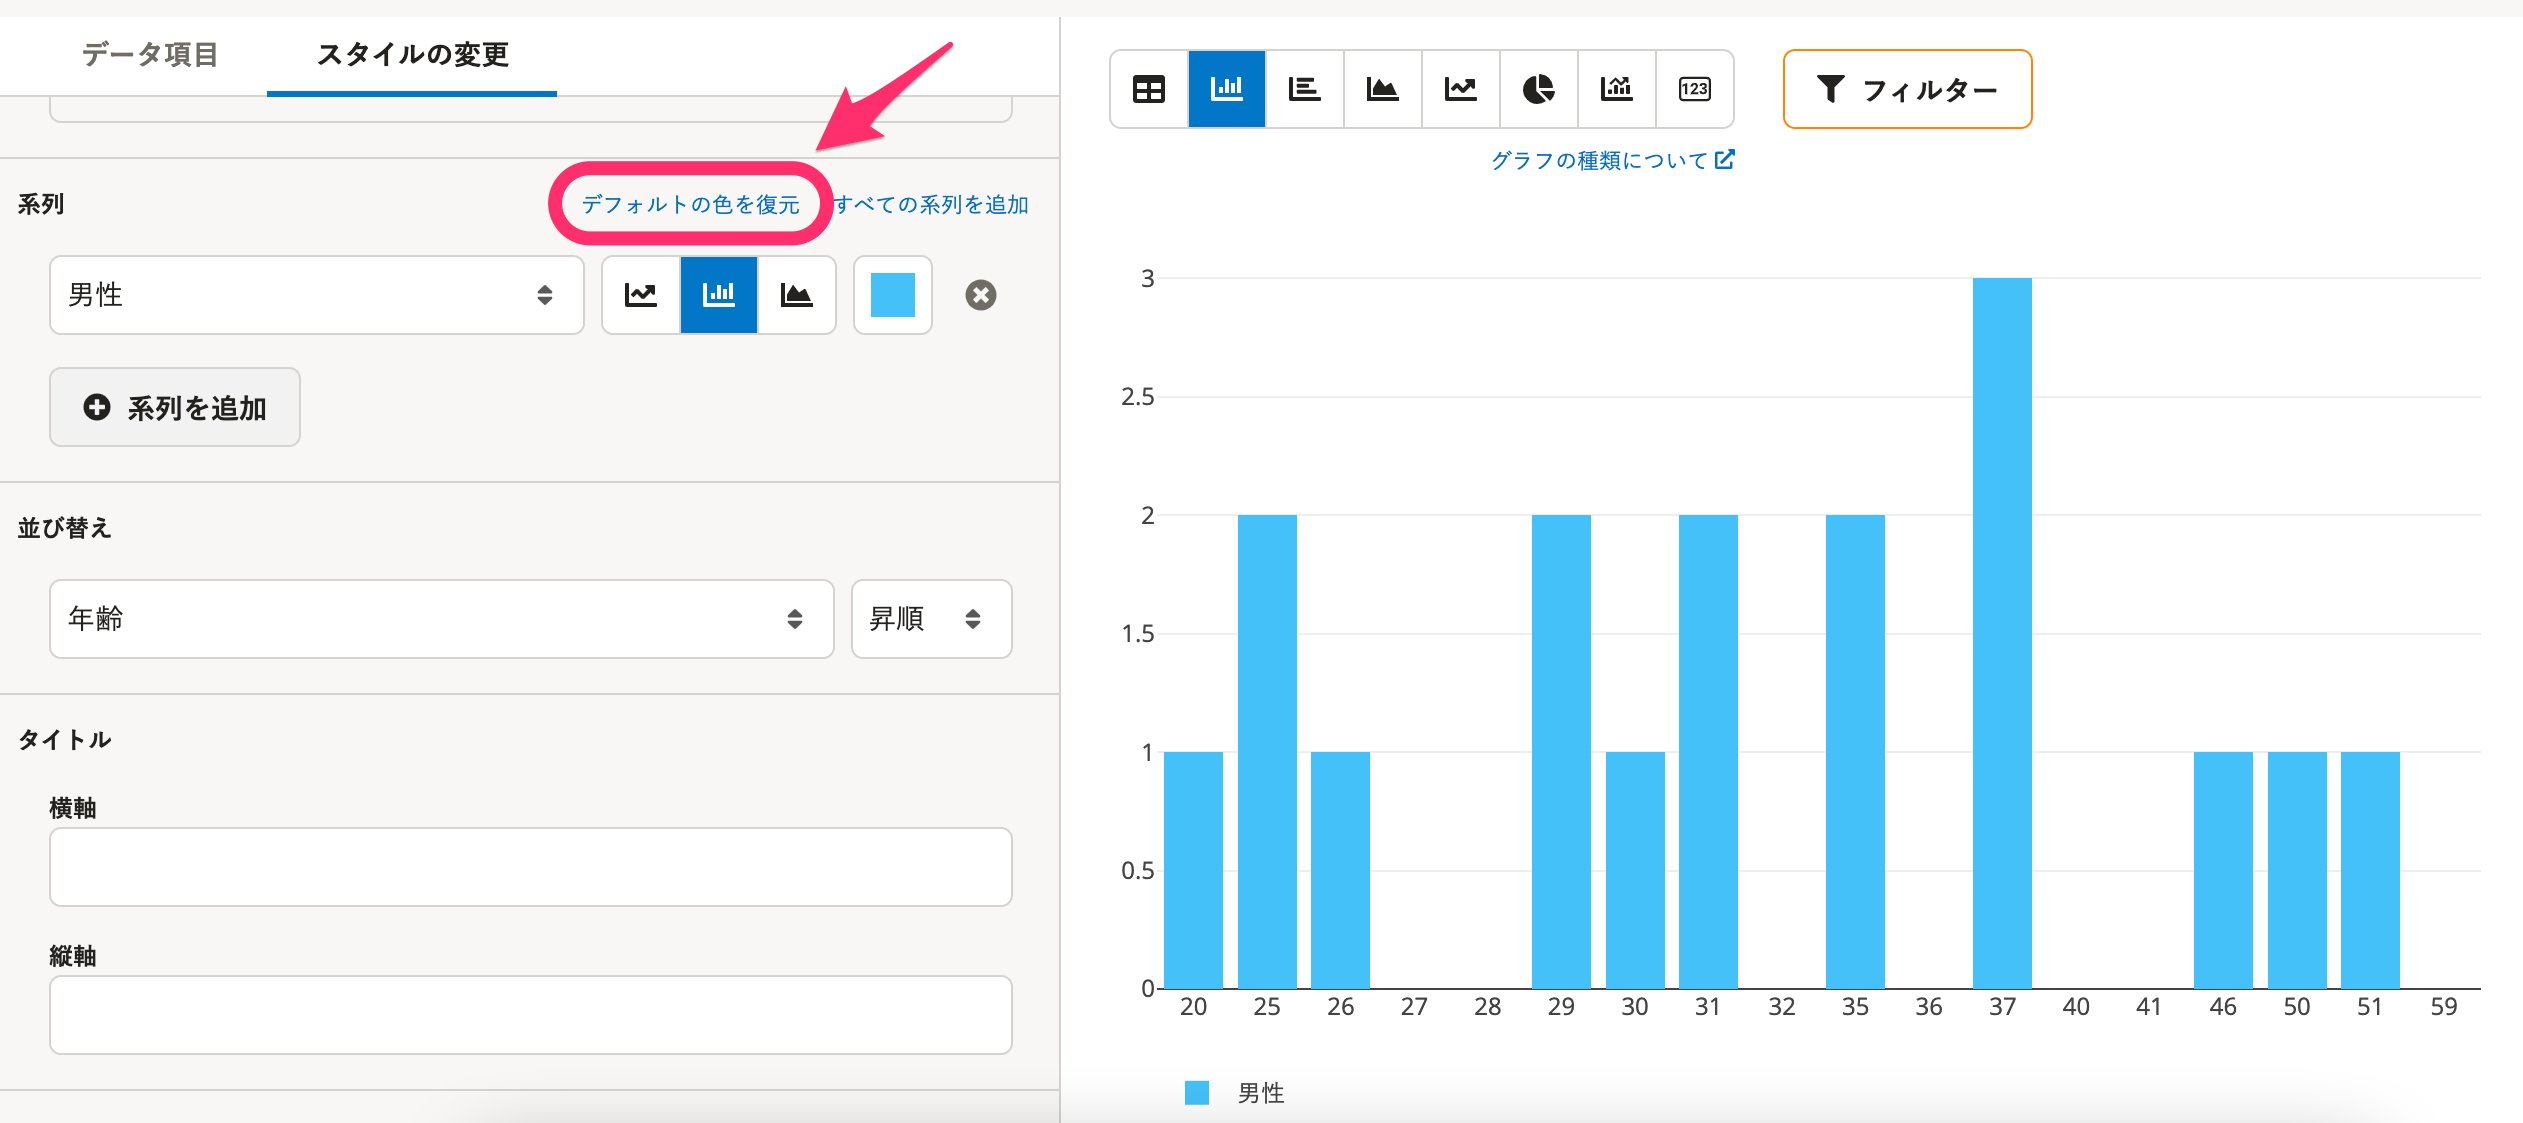 データ項目 スタイルの変更
系列 デフォルトの色を復元 すべての系列を追加
男性
系列を追加
並び替え
年齢 昇順
タイトル
横軸
縦軸
123 フィルター
グラフの種類について
3
2.5
2
1.5
1
0.5
0
20 25 26 27 28 29 30 31 32 35 36 37 40 41 46 50 51 59
男性